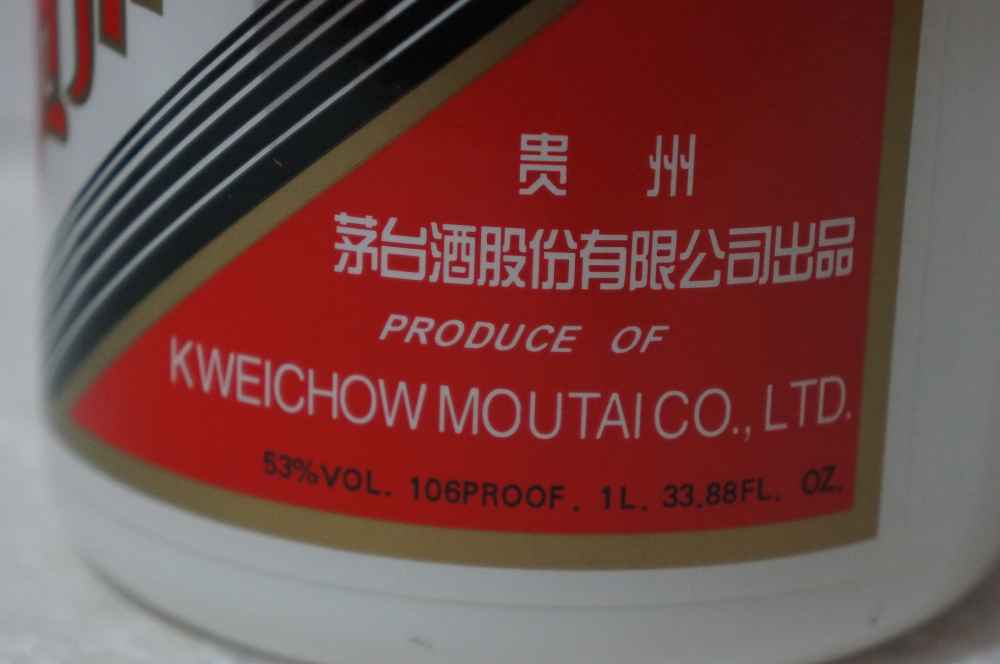 贵 州
茅台酒股份有限公司出品
PRODUCE OF
KWEICHOW MOUTAI CO., LTD.
53%VOL. 106PROOF. 1L. 33.88FL. OZ.